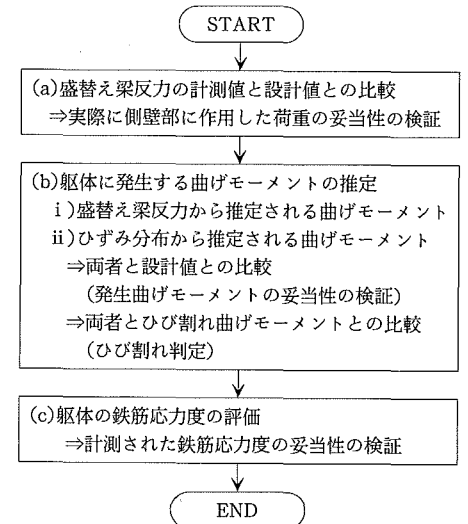 START
(a)盛替え梁反力の計測値と設計値との比較
⇒実際に側壁部に作用した荷重の妥当性の検証
(b)躯体に発生する曲げモーメントの推定
ⅰ)盛替え梁反力から推定される曲げモーメント
ⅱ)ひずみ分布から推定される曲げモーメント
⇒両者と設計値との比較
(発生曲げモーメントの妥当性の検証)
⇒両者とひび割れ曲げモーメントとの比較
(ひび割れ判定)
(c)躯体の鉄筋応力度の評価
⇒計測された鉄筋応力度の妥当性の検証
END